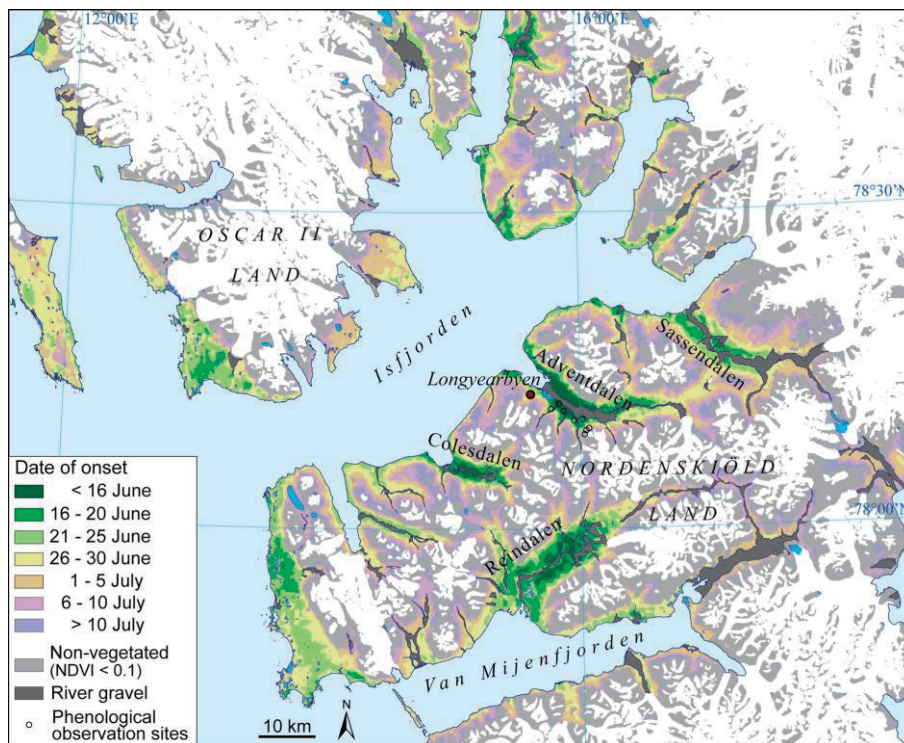 12°00'E
16°00'E
78°30'N
OSCAR II
LAND
Isfjorden
Sassendalen
Adventdalen
Longyearbyen
Colesdalen
NORDENSKIÖLD
LAND
78°00'N
Reindalen
Van Mijenfjorden
Date of onset
< 16 June
16 - 20 June
21 - 25 June
26 - 30 June
1 - 5 July
6 - 10 July
> 10 July
Non-vegetated
(NDVI < 0.1)
River gravel
Phenological
observation sites
10 km
N